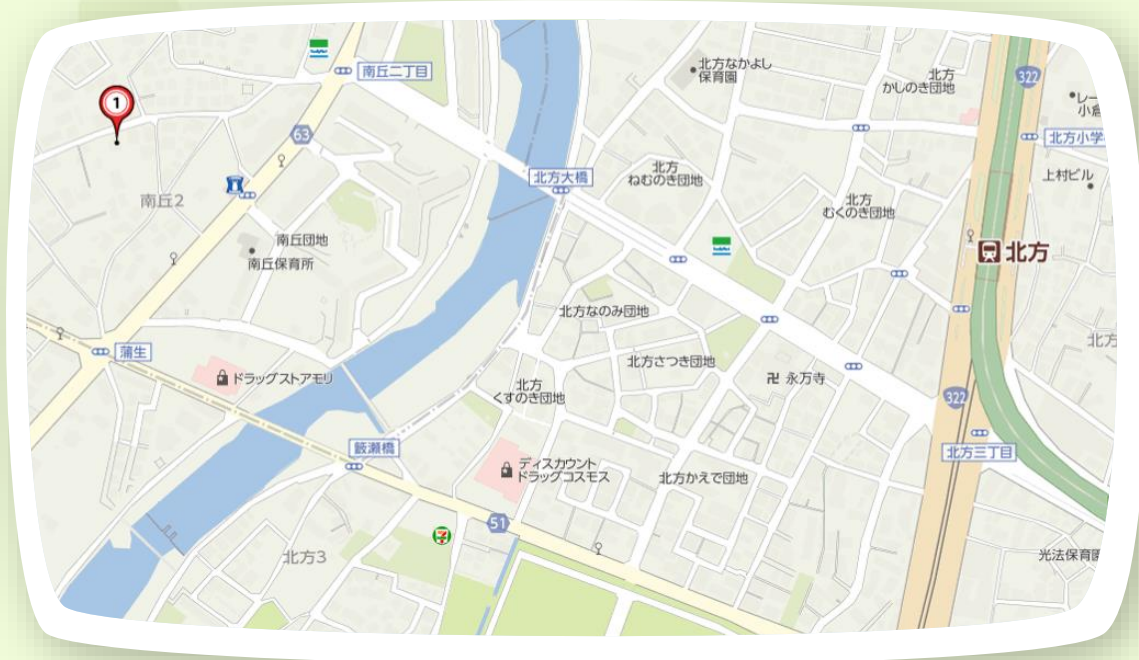 南丘二丁目
北方なかよし
保育園
北方
かしのき団地
322
レー
小倉
1
63
北方小学
北方大橋
北方
ねむのき団地
上村ビル
南丘2
北方
むくのき団地
南丘団地
南丘保育所
北方
北方なのみ団地
蒲生
北方
北方さつき団地
ドラッグストアモリ
永万寺
北方
くすのき団地
322
籔瀬橋
北方三丁目
ディスカウント
ドラッグコスモス
北方かえで団地
51
7
北方3
光法保育園